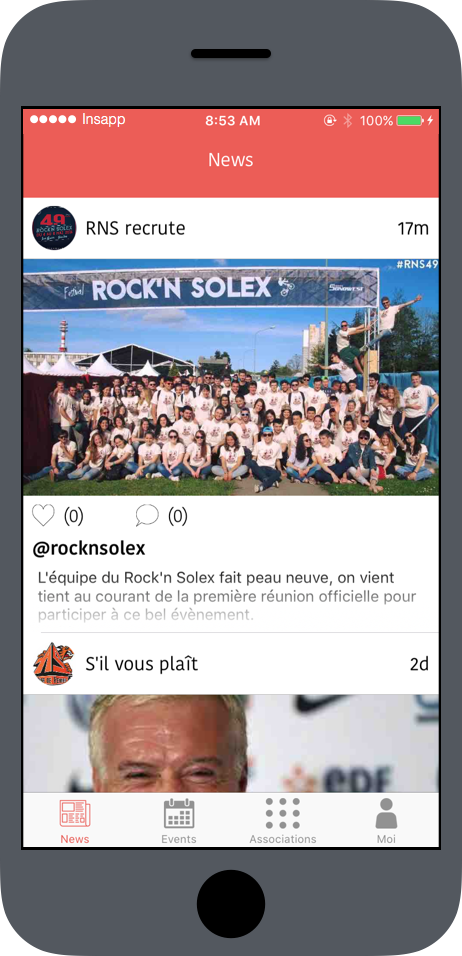 Insapp 8:53 AM 100%
News
RNS recrute 17m
49
ROCK'N SOLEX
#RNS49
Festival ROCK'N SOLEX
(0) (0)
@rocknsolex
L'équipe du Rock'n Solex fait peau neuve, on vient
tient au courant de la première réunion officielle pour
participer à ce bel évènement.
S'il vous plaît 2d
eDF
News Events Associations Moi